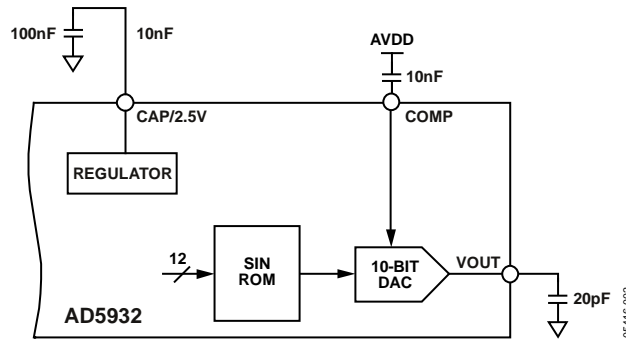 100nF
10nF
AVDD
10nF
CAP/2.5V
COMP
REGULATOR
12
SIN
ROM
10-BIT
DAC
VOUT
20pF
AD5932